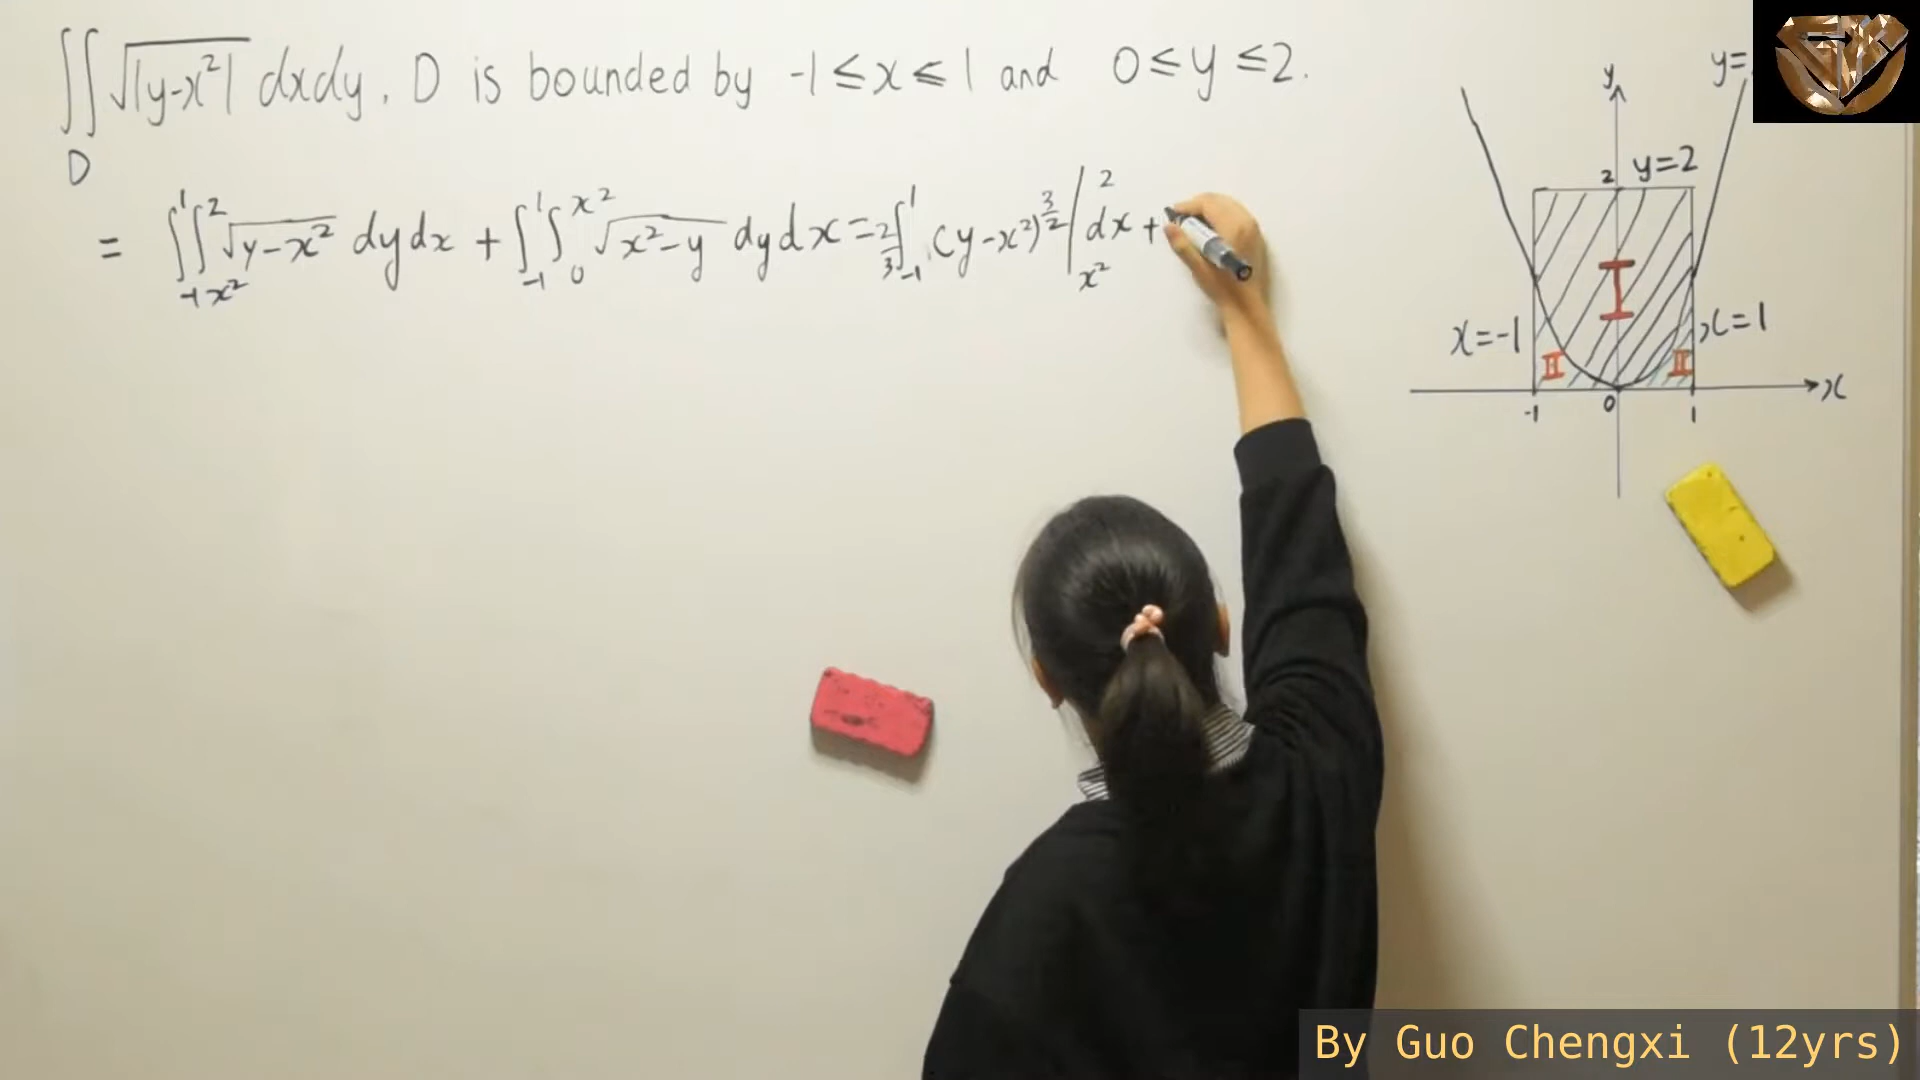 ∬ √|y-x²| dxdy, D is bounded by -1≤x≤1 and 0≤y≤2.
D
= ∫₋₁¹∫ₓ₂² √y-x² dydx + ∫₋₁¹∫₀ˣ² √x²-y dydx = 2/3 ∫₋₁¹ (y-x²)^3/2 |ₓ₂² dx +
y=
y
2 y=2
I
x=-1
x=1
II
II
x
-1
0
1
By Guo Chengxi (12yrs)